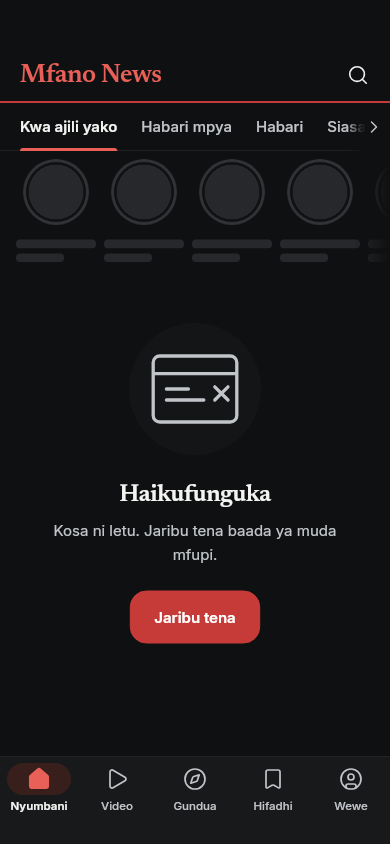 Mfano News
Kwa ajili yako
Habari mpya
Habari
Siasa
Haikufunguka
Kosa ni letu. Jaribu tena baada ya muda
mfupi.
Jaribu tena
Nyumbani
Video
Gundua
Hifadhi
Wewe